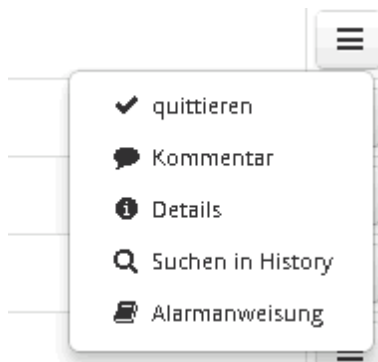 quittieren
Kommentar
Details
Suchen in History
Alarmanweisung